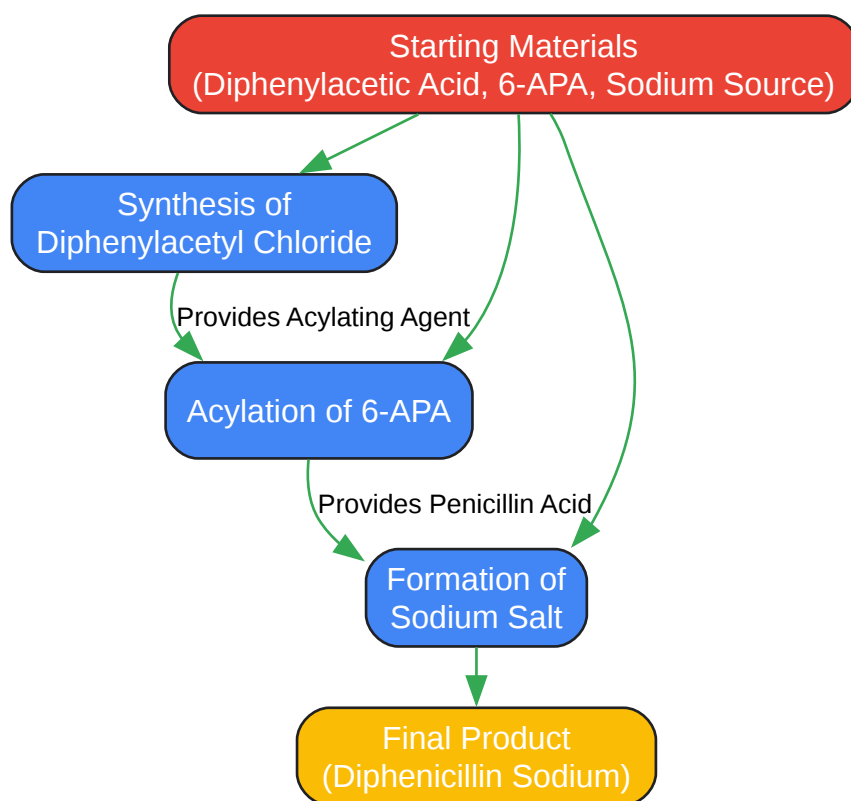 Starting Materials
(Diphenylacetic Acid, 6-APA, Sodium Source)
Synthesis of
Diphenylacetyl Chloride
Provides Acylating Agent
Acylation of 6-APA
Provides Penicillin Acid
Formation of
Sodium Salt
Final Product
(Diphenicillin Sodium)